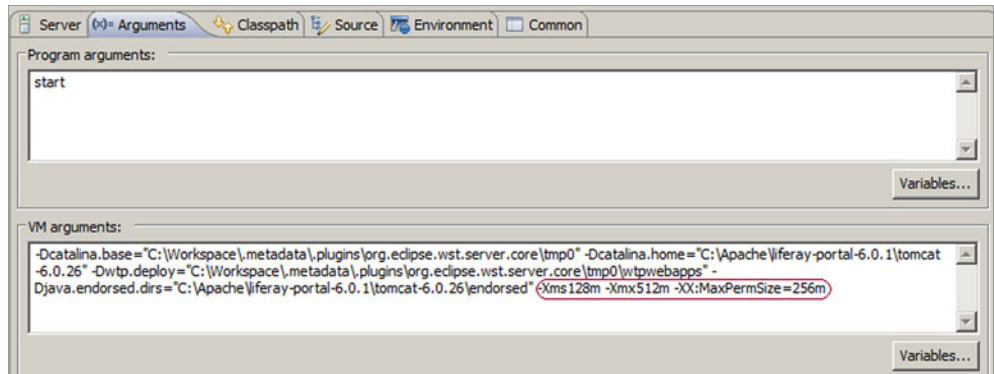 Server (x)= Arguments Classpath Source Environment Common
Program arguments:
start
Variables...
VM arguments:
-Dcatalina.base="C:\Workspace\.metadata\.plugins\org.eclipse.wst.server.core\tmp0" -Dcatalina.home="C:\Apache\liferay-portal-6.0.1\tomcat
-6.0.26" -Dwtp.deploy="C:\Workspace\.metadata\.plugins\org.eclipse.wst.server.core\tmp0\wtpwebapps" -
Djava.endorsed.dirs="C:\Apache\liferay-portal-6.0.1\tomcat-6.0.26\endorsed" -Xms128m -Xmx512m -XX:MaxPermSize=256m
Variables...